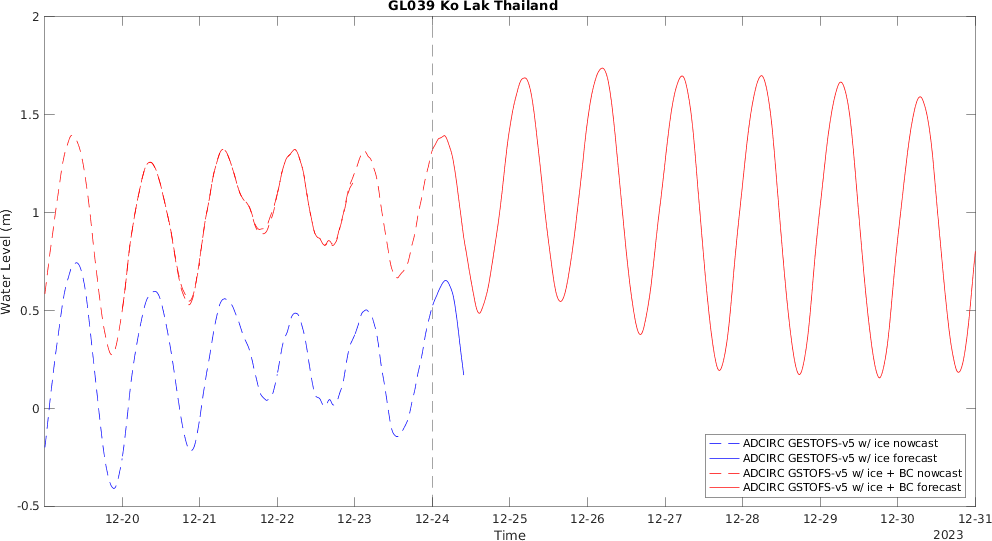 GL039 Ko Lak Thailand
2
1.5
1
0.5
0
-0.5
Water Level (m)
12-20
12-21
12-22
12-23
12-24
12-25
12-26
12-27
12-28
12-29
12-30
12-31
Time
2023
ADCIRC GESTOFS-v5 w/ ice nowcast
ADCIRC GESTOFS-v5 w/ ice forecast
ADCIRC GSTOFS-v5 w/ ice + BC nowcast
ADCIRC GSTOFS-v5 w/ ice + BC forecast